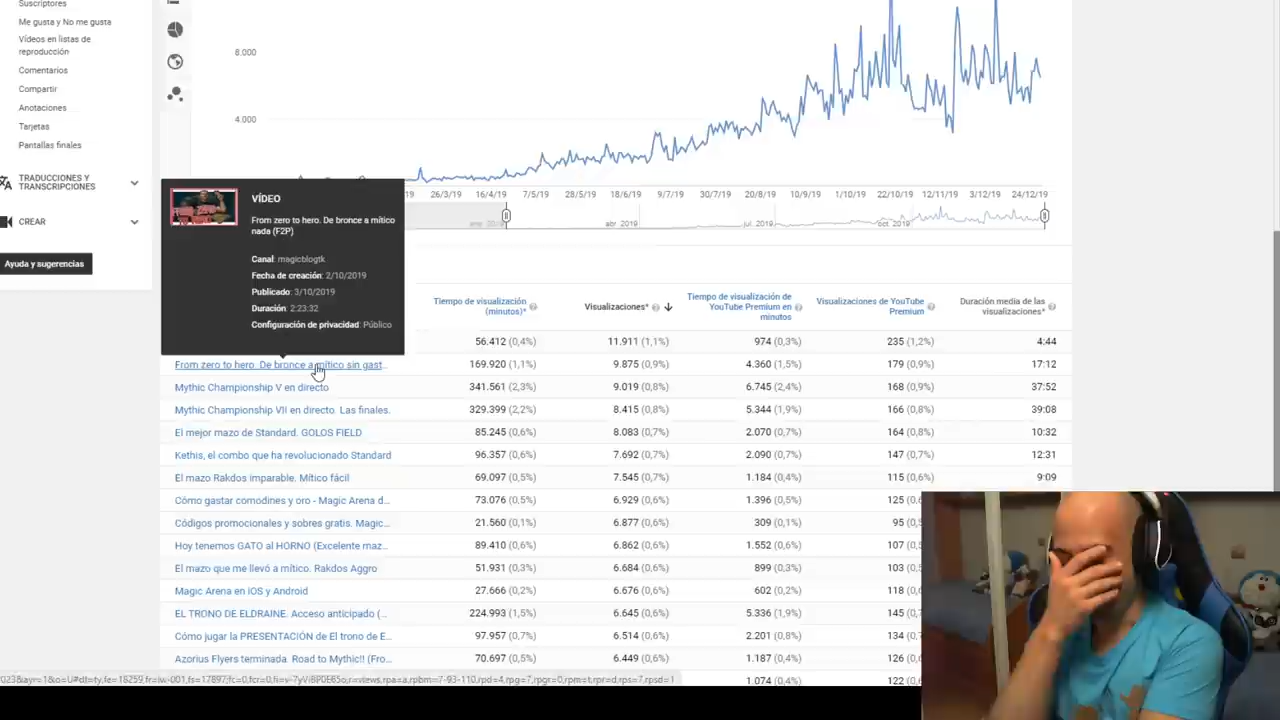 Suscriptores
Me gusta y No me gusta
Vídeos en listas de
reproducción
Comentarios
Compartir
Anotaciones
Tarjetas
Pantallas finales
TRADUCCIONES Y
TRANSCRIPCIONES
CREAR
Ayuda y sugerencias
8.000
4.000
26/3/19 16/4/19 7/5/19 28/5/19 18/6/19 9/7/19 30/7/19 20/8/19 10/9/19 1/10/19 22/10/19 12/11/19 3/12/19 24/12/19
ene. 2019 abr. 2019 jul. 2019 oct. 2019
VÍDEO
From zero to hero. De bronce a mítico
nada (F2P)
Canal: magicblogtk
Fecha de creación: 2/10/2019
Publicado: 3/10/2019
Duración: 2:23:32
Configuración de privacidad: Público
Tiempo de visualización
(minutos)*
Visualizaciones*
Tiempo de visualización de
YouTube Premium en
minutos
Visualizaciones de YouTube
Premium
Duración media de las
visualizaciones*
56.412 (0,4%) 11.911 (1,1%) 974 (0,3%) 235 (1,2%) 4:44
From zero to hero. De bronce a mítico sin gast... 169.920 (1,1%) 9.875 (0,9%) 4.360 (1,5%) 179 (0,9%) 17:12
Mythic Championship V en directo 341.561 (2,3%) 9.019 (0,8%) 6.745 (2,4%) 168 (0,9%) 37:52
Mythic Championship VII en directo. Las finales. 329.399 (2,2%) 8.415 (0,8%) 5.344 (1,9%) 166 (0,8%) 39:08
El mejor mazo de Standard. GOLOS FIELD 85.245 (0,6%) 8.083 (0,7%) 2.070 (0,7%) 164 (0,8%) 10:32
Kethis, el combo que ha revolucionado Standard 96.357 (0,6%) 7.692 (0,7%) 2.090 (0,7%) 147 (0,7%) 12:31
El mazo Rakdos imparable. Mítico fácil 69.097 (0,5%) 7.545 (0,7%) 1.184 (0,4%) 115 (0,6%) 9:09
Cómo gastar comodines y oro - Magic Arena d... 73.076 (0,5%) 6.929 (0,6%) 1.396 (0,5%) 125 (0,6
Códigos promocionales y sobres gratis. Magic... 21.560 (0,1%) 6.877 (0,6%) 309 (0,1%) 95 (0,5
Hoy tenemos GATO al HORNO (Excelente maz... 89.410 (0,6%) 6.862 (0,6%) 1.552 (0,6%) 107 (0,5
El mazo que me llevó a mítico. Rakdos Aggro 51.931 (0,3%) 6.684 (0,6%) 899 (0,3%) 103 (0,5
Magic Arena en iOS y Android 27.666 (0,2%) 6.676 (0,6%) 602 (0,2%) 118 (0,6
EL TRONO DE ELDRAINE. Acceso anticipado (... 224.993 (1,5%) 6.645 (0,6%) 5.336 (1,9%) 145 (0,7
Cómo jugar la PRESENTACIÓN de El trono de E... 97.957 (0,7%) 6.514 (0,6%) 2.201 (0,8%) 134 (0,7
Azorius Flyers terminada. Road to Mythic!! (Fro... 70.697 (0,5%) 6.449 (0,6%) 1.187 (0,4%) 126 (0,6
1.074 (0,4%) 122 (0,6